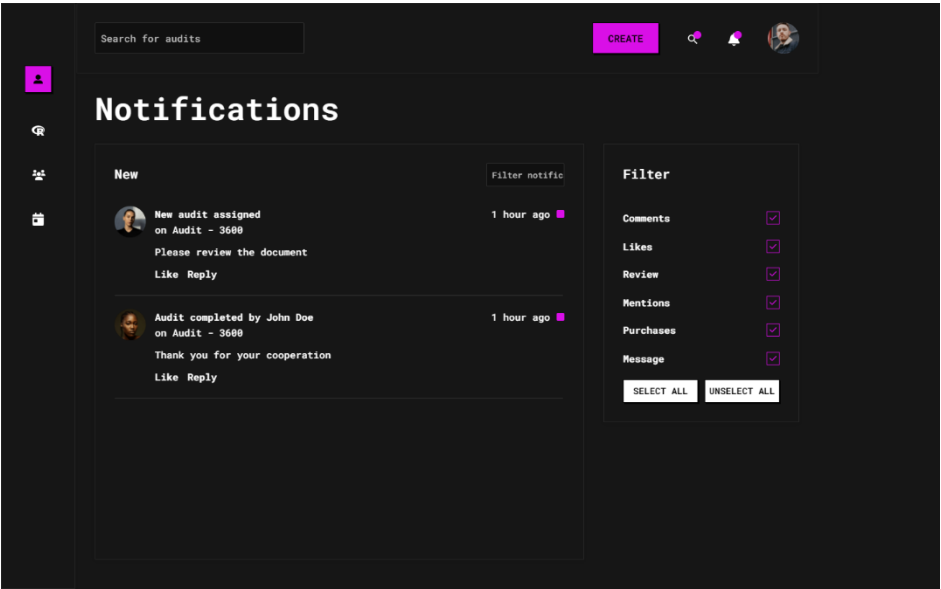 Search for audits
CREATE
Notifications
New
Filter notific
New audit assigned
1 hour ago
on Audit - 3600
Please review the document
Like Reply
Audit completed by John Doe
1 hour ago
on Audit - 3600
Thank you for your cooperation
Like Reply
Filter
Comments
Likes
Review
Mentions
Purchases
Message
SELECT ALL
UNSELECT ALL